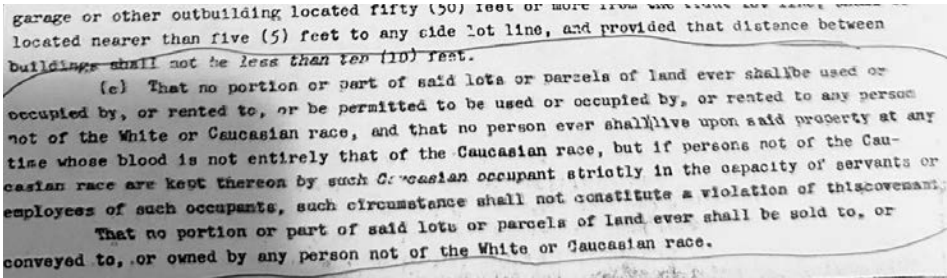 garage or other outbuilding located fifty (50) feet or more from the
located nearer than five (5) feet to any side lot line, and provided that distance between
buildings shall not be less than ten (10) feet.
(c) That no portion or part of said lots or parcels of land ever shall be used or
occupied by, or rented to, or be permitted to be used or occupied by, or rented to any person
not of the White or Caucasian race, and that no person ever shall live upon said property at any
time whose blood is not entirely that of the Caucasian race, but if persons not of the Cau-
casian race are kept thereon by such Caucasian occupant strictly in the capacity of servants or
employees of such occupants, such circumstance shall not constitute a violation of this covenant;
That no portion or part of said lots or parcels of land ever shall be sold to, or
conveyed to, or owned by any person not of the White or Caucasian race.